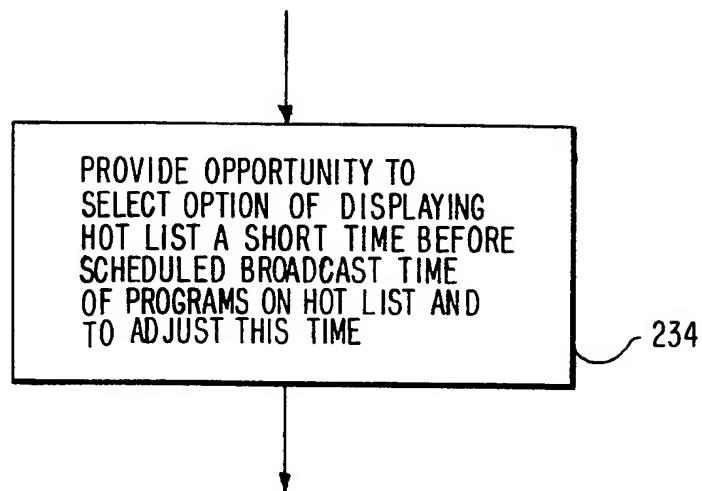 PROVIDE OPPORTUNITY TO
SELECT OPTION OF DISPLAYING
HOT LIST A SHORT TIME BEFORE
SCHEDULED BROADCAST TIME
OF PROGRAMS ON HOT LIST AND
TO ADJUST THIS TIME
234